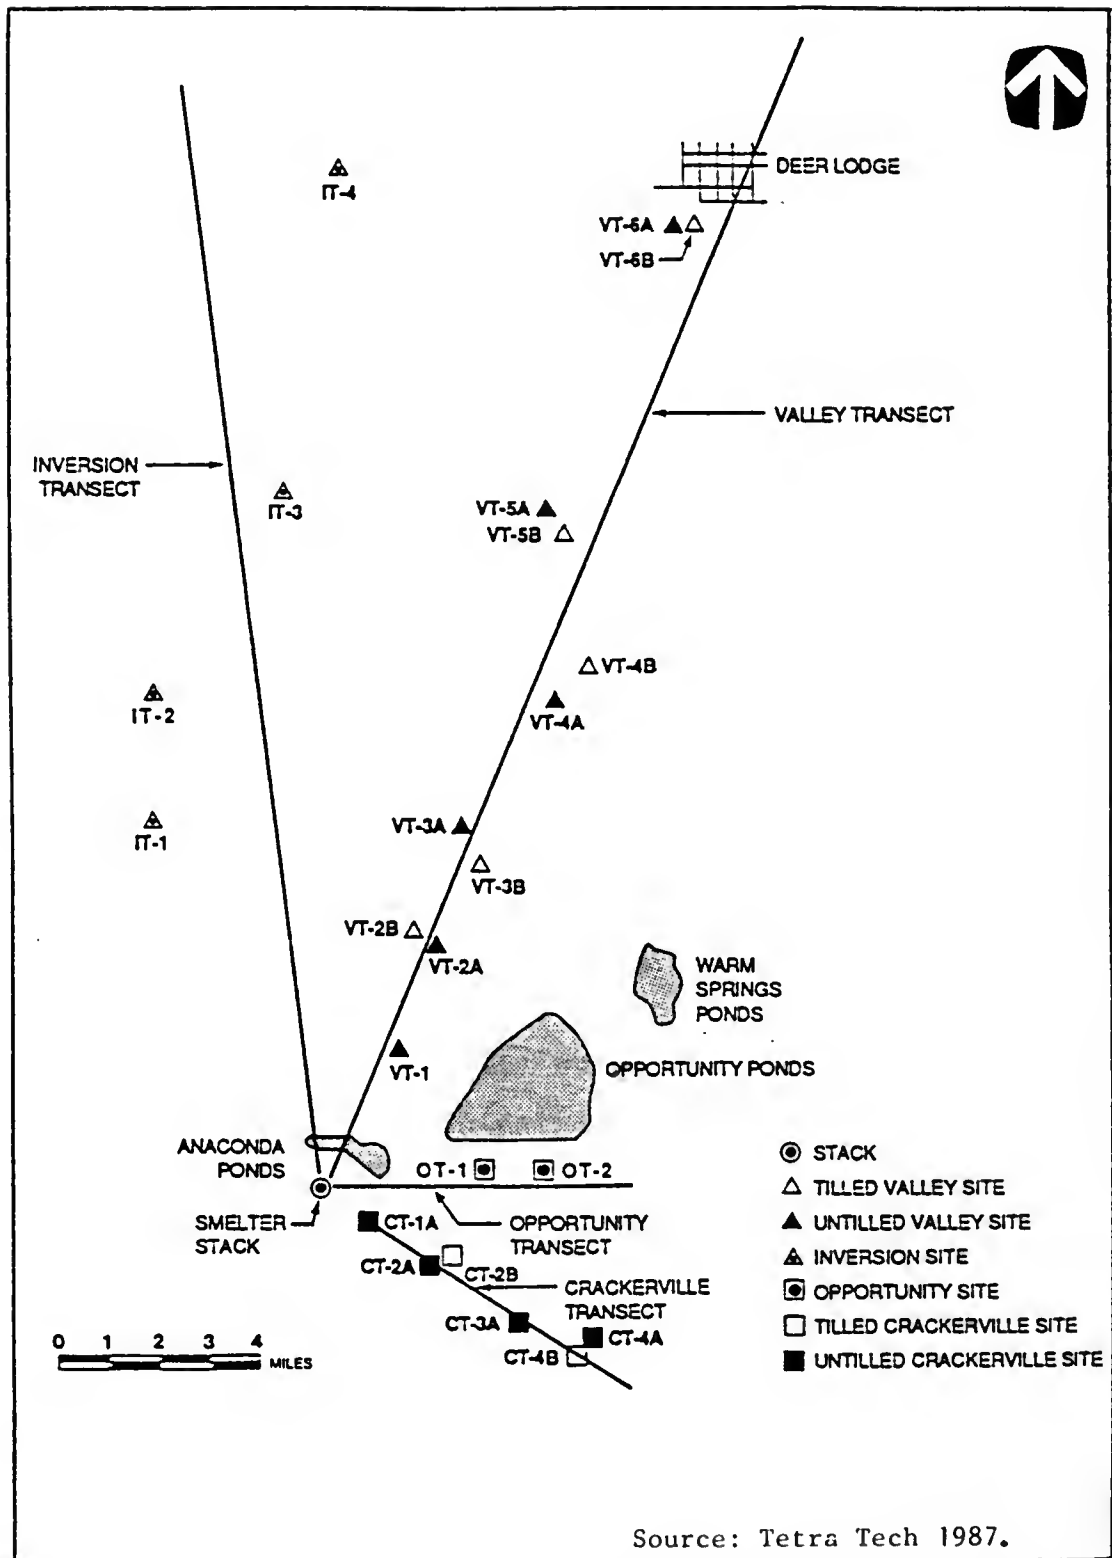 DEER LODGE
IT-4
VT-6A
VT-6B
VALLEY TRANSECT
INVERSION
TRANSECT
IT-3
VT-5A
VT-5B
VT-4B
IT-2
VT-4A
VT-3A
IT-1
VT-3B
VT-2B
VT-2A
WARM
SPRINGS
PONDS
VT-1
OPPORTUNITY PONDS
ANACONDA
PONDS
OT-1
OT-2
SMELTER
STACK
CT-1A
OPPORTUNITY
TRANSECT
CT-2A
CT-2B
CRACKERVILLE
TRANSECT
CT-3A
CT-4A
CT-4B
0 1 2 3 4
MILES
STACK
TILLED VALLEY SITE
UNTILLED VALLEY SITE
INVERSION SITE
OPPORTUNITY SITE
TILLED CRACKERVILLE SITE
UNTILLED CRACKERVILLE SITE
Source: Tetra Tech 1987.